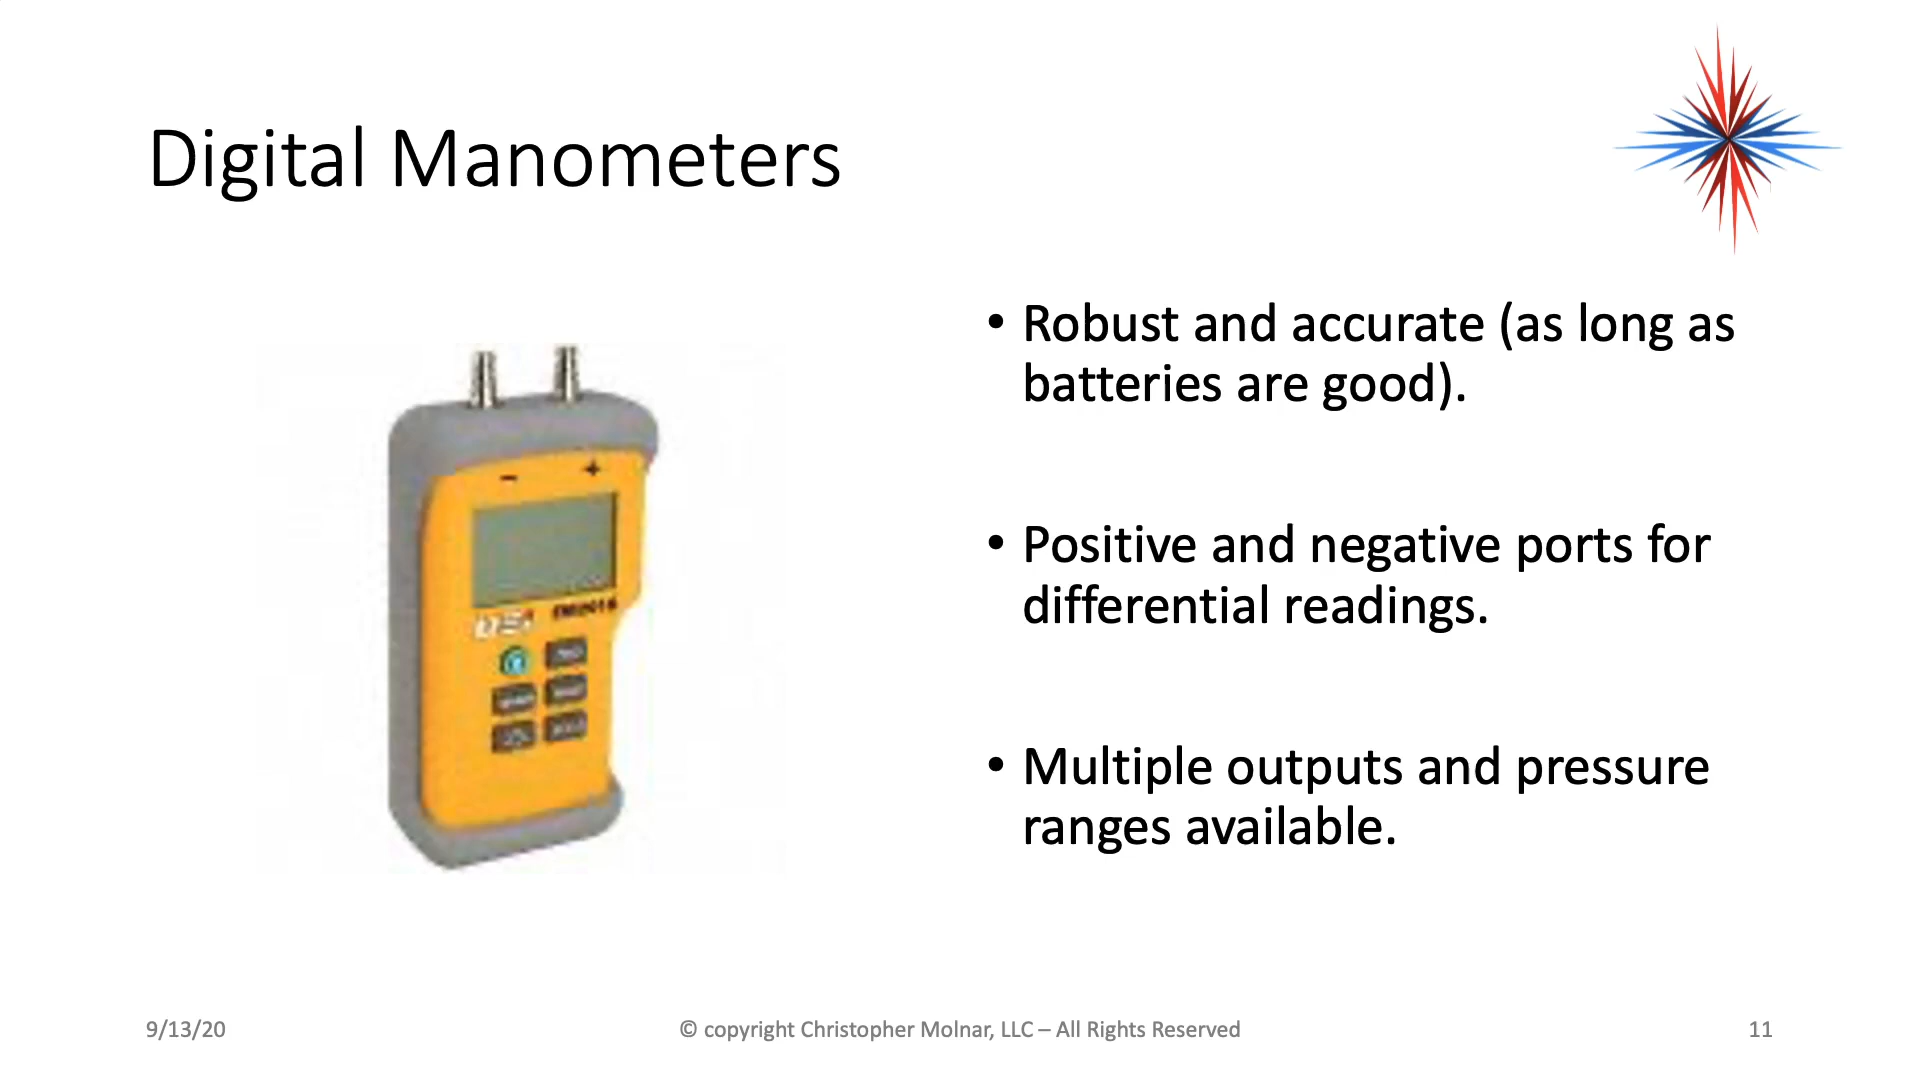 Digital Manometers
• Robust and accurate (as long as
batteries are good).
• Positive and negative ports for
differential readings.
• Multiple outputs and pressure
ranges available.
- +
9/13/20
© copyright Christopher Molnar, LLC – All Rights Reserved
11